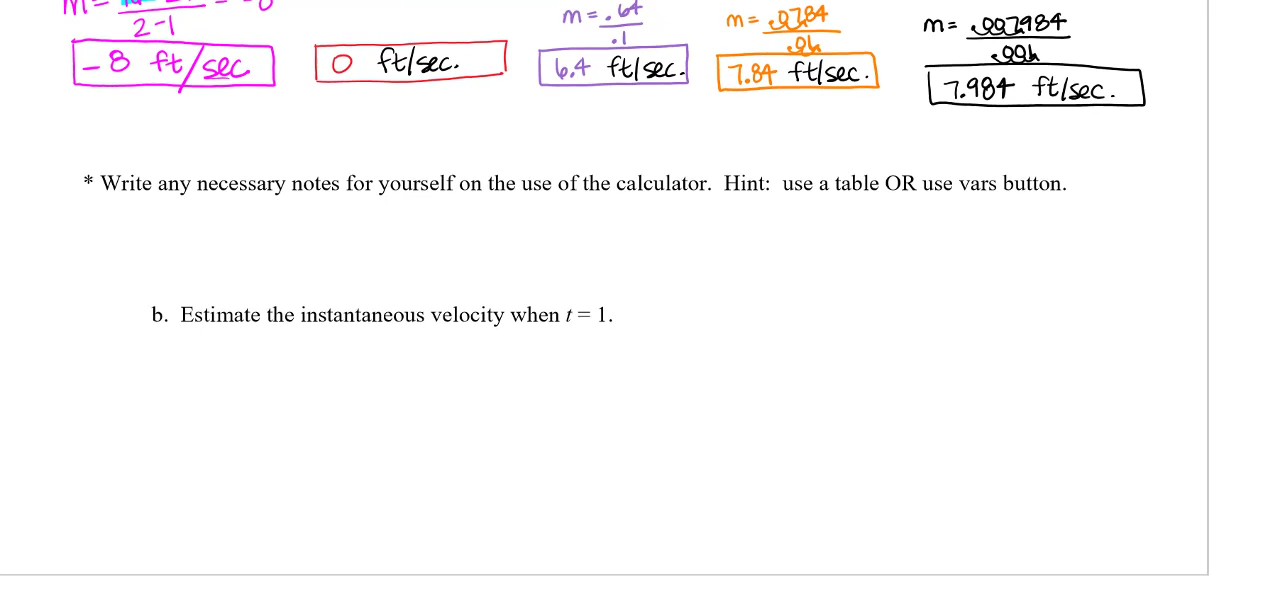 2-1
-8 ft/sec
0 ft/sec.
m = .64
.1
6.4 ft/sec.
m = .0784
.01
7.84 ft/sec.
m = .007984
.001
7.984 ft/sec.
* Write any necessary notes for yourself on the use of the calculator. Hint: use a table OR use vars button.
b. Estimate the instantaneous velocity when t = 1.